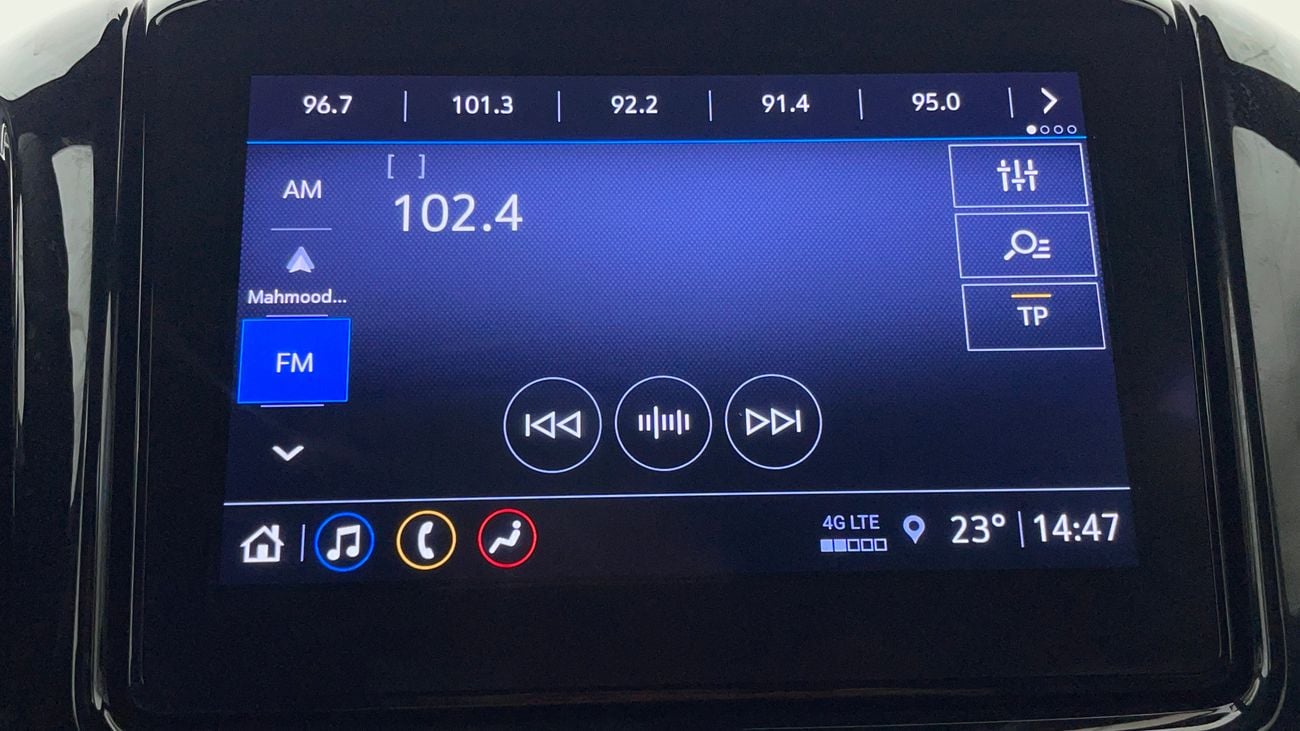 96.7 | 101.3 | 92.2 | 91.4 | 95.0
AM
[ ]
102.4
Mahmood...
FM
TP
4G LTE
23° | 14:47